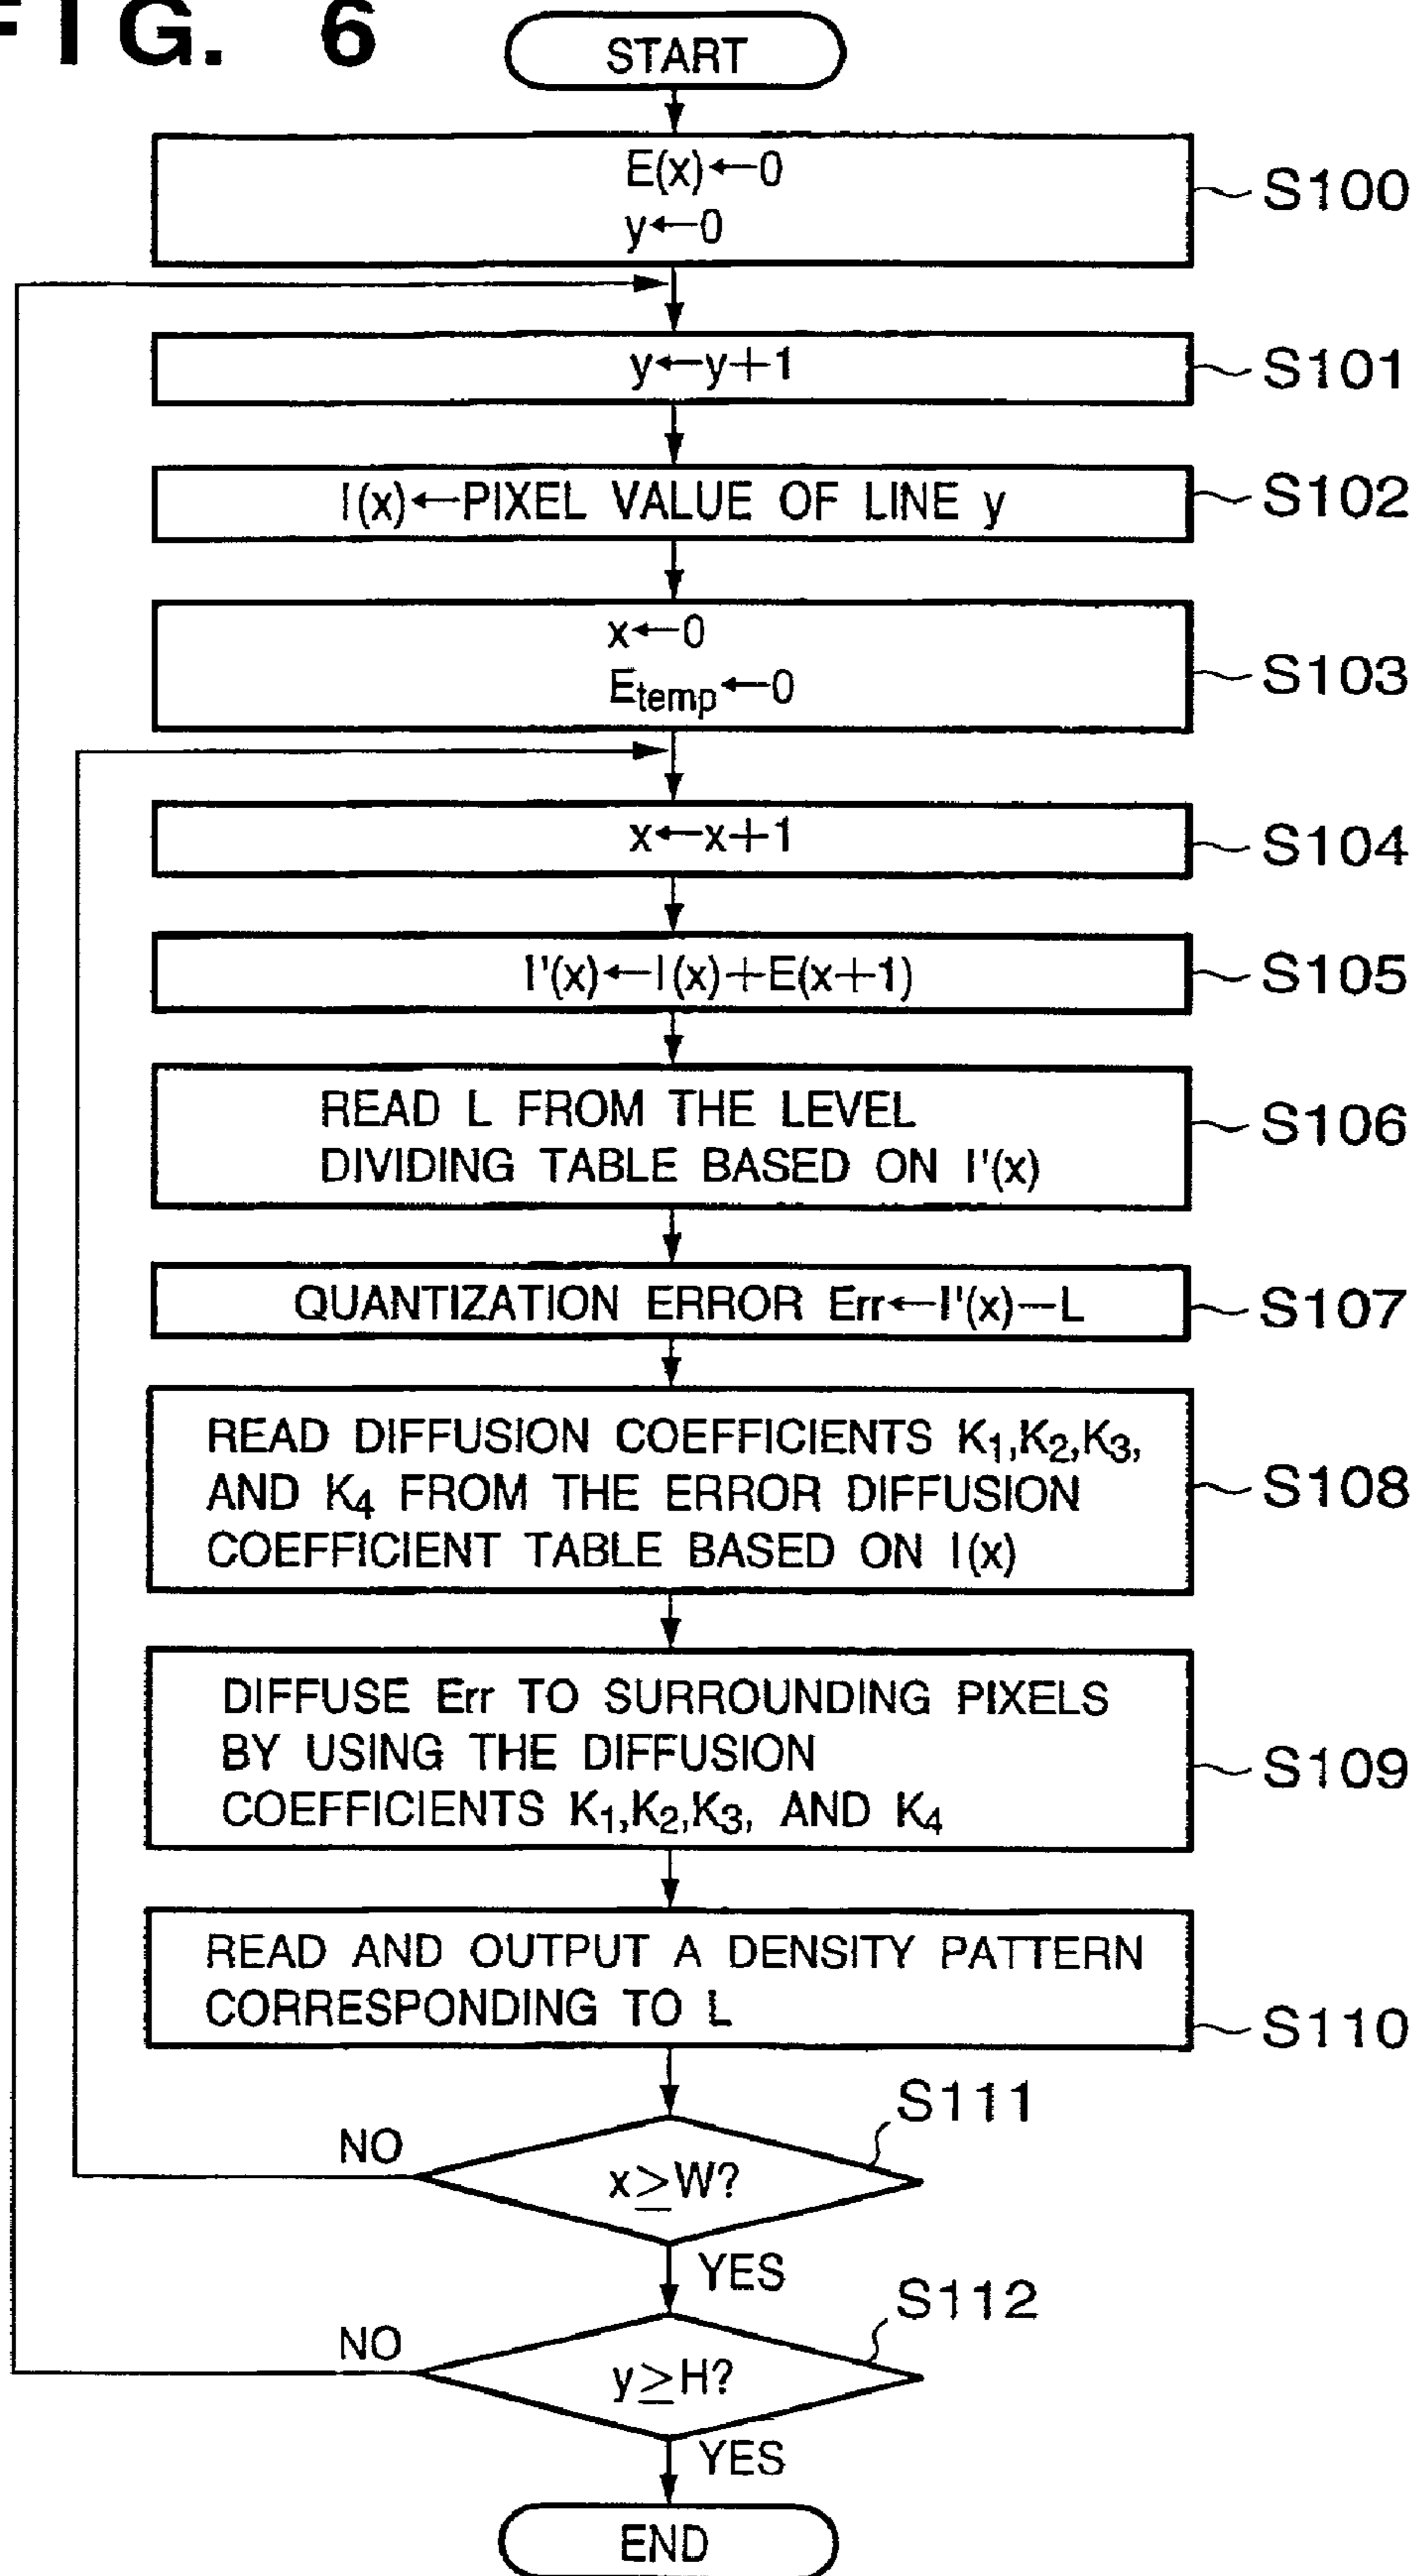 FIG. 6
START
E(x)←0
y←0
S100
y←y+1
S101
I(x)←PIXEL VALUE OF LINE y
S102
x←0
Etemp←0
S103
x←x+1
S104
I'(x)←I(x)+E(x+1)
S105
READ L FROM THE LEVEL
DIVIDING TABLE BASED ON I'(x)
S106
QUANTIZATION ERROR Err←I'(x)−L
S107
READ DIFFUSION COEFFICIENTS K1,K2,K3,
AND K4 FROM THE ERROR DIFFUSION
COEFFICIENT TABLE BASED ON I(x)
S108
DIFFUSE Err TO SURROUNDING PIXELS
BY USING THE DIFFUSION
COEFFICIENTS K1,K2,K3, AND K4
S109
READ AND OUTPUT A DENSITY PATTERN
CORRESPONDING TO L
S110
S111
NO
x≥W?
YES
S112
NO
y≥H?
YES
END